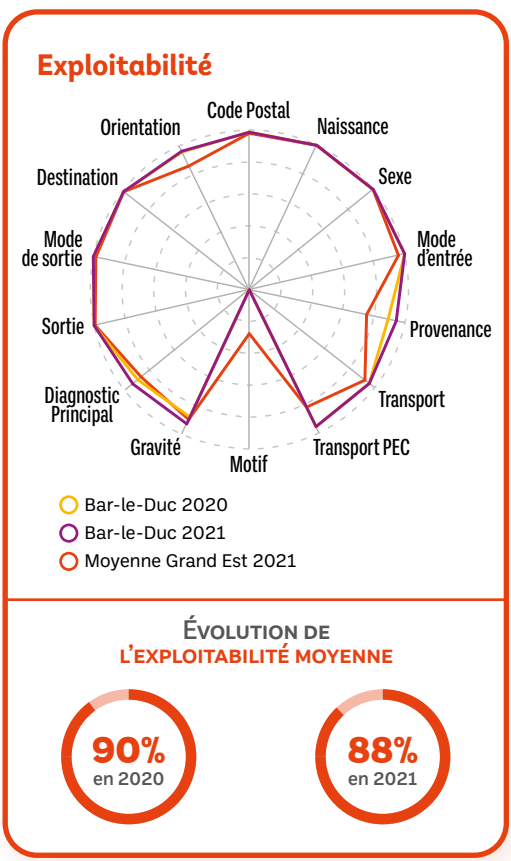 Exploitabilité
Code Postal
Orientation
Naissance
Destination
Sexe
Mode
de sortie
Mode
d'entrée
Sortie
Provenance
Diagnostic
Principal
Transport
Gravité
Motif
Transport PEC
Bar-le-Duc 2020
Bar-le-Duc 2021
Moyenne Grand Est 2021
Évolution de
l'exploitabilité moyenne
90%
en 2020
88%
en 2021